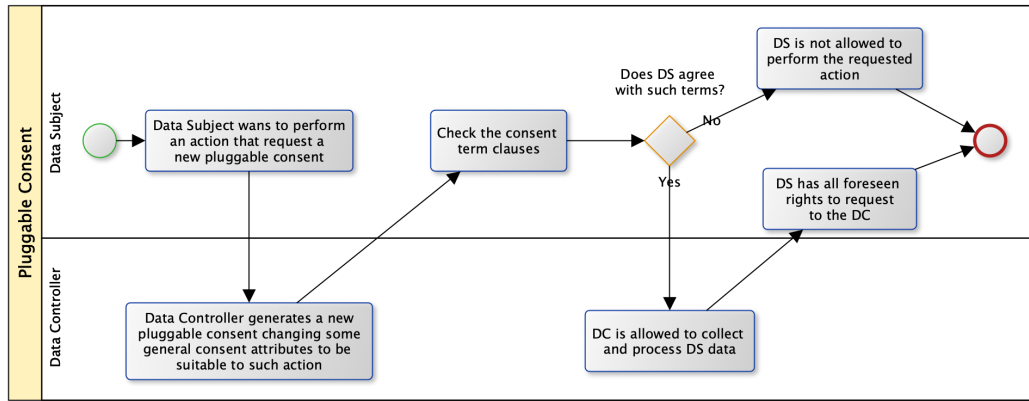 Pluggable Consent
Data Subject
Data Subject wans to perform
an action that request a
new pluggable consent
Check the consent
term clauses
Does DS agree
with such terms?
No
Yes
DS is not allowed to
perform the requested
action
DS has all foreseen
rights to request
to the DC
Data Controller
Data Controller generates a new
pluggable consent changing some
general consent attributes to be
suitable to such action
DC is allowed to collect
and process DS data